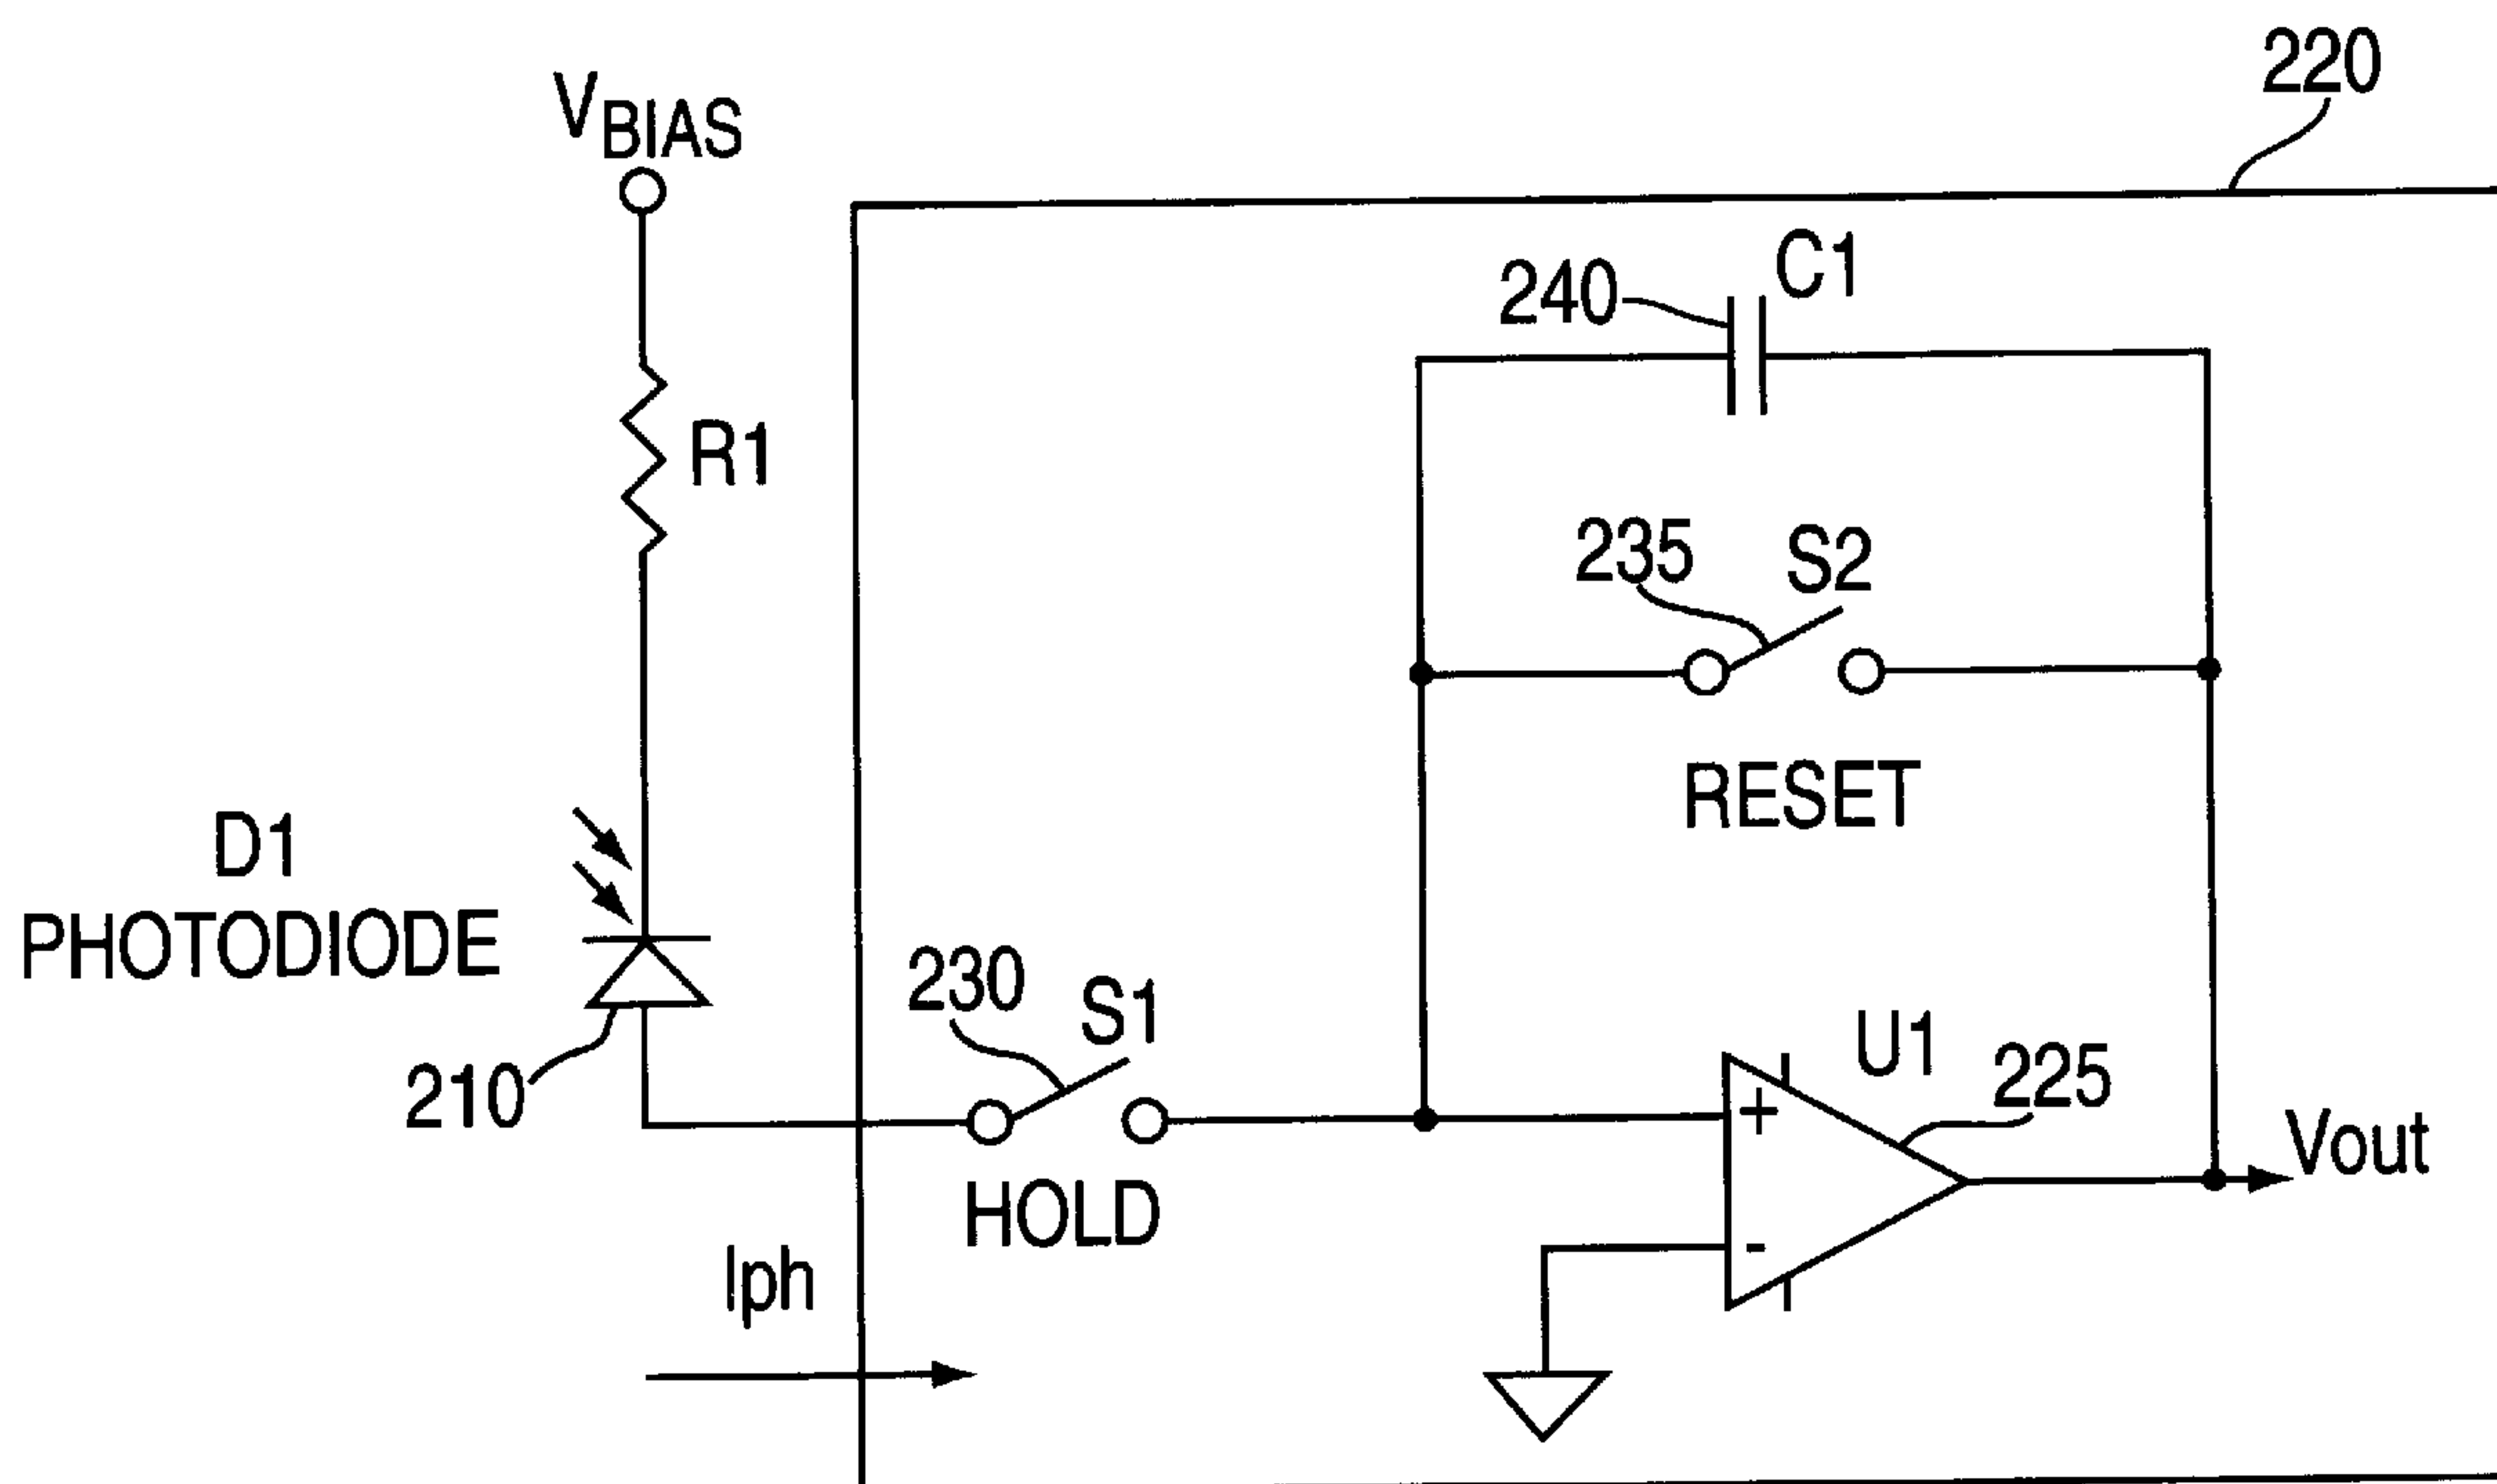 220
VBIAS
C1
240
R1
235
S2
RESET
D1
PHOTODIODE
230
S1
210
HOLD
U1
225
+
-
Vout
Iph